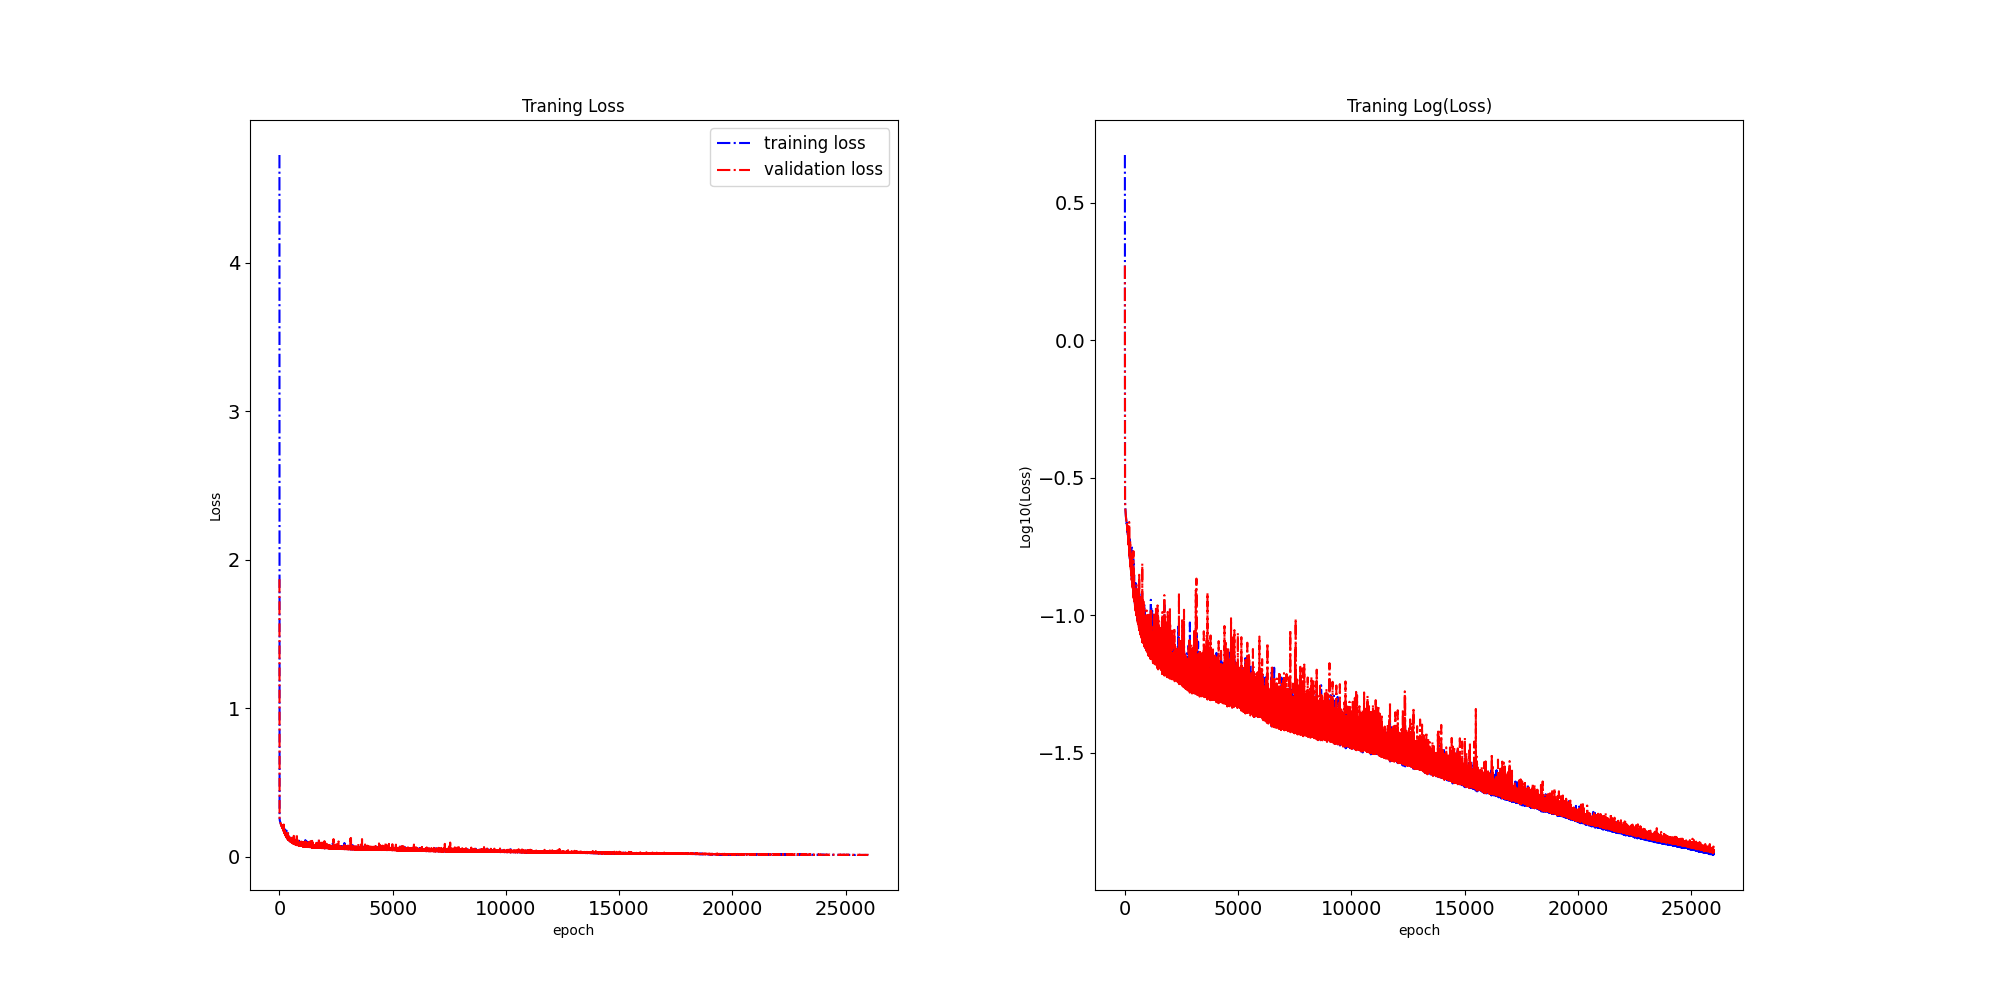 Traning Loss
training loss
validation loss
4
3
2
1
0
Loss
0 5000 10000 15000 20000 25000
epoch
Traning Log(Loss)
0.5
0.0
−0.5
−1.0
−1.5
Log10(Loss)
0 5000 10000 15000 20000 25000
epoch